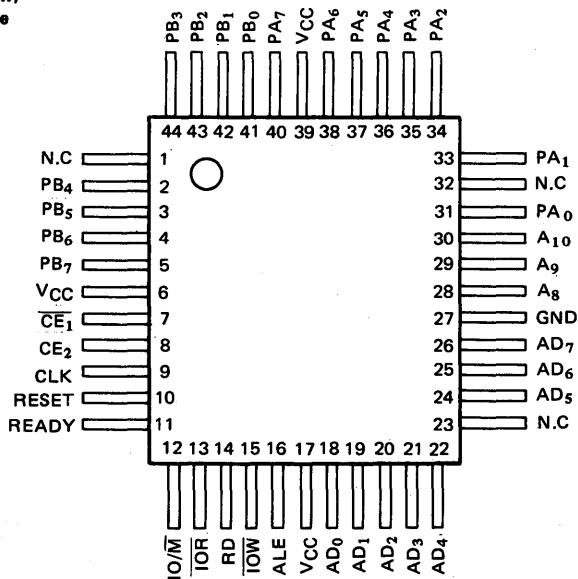 e
PB3 PB2 PB1 PB0 PA7 VCC PA6 PA5 PA4 PA3 PA2
44 43 42 41 40 39 38 37 36 35 34
N.C 1 33 PA1
PB4 2 32 N.C
PB5 3 31 PA0
PB6 4 30 A10
PB7 5 29 A9
VCC 6 28 A8
C̅E̅1̅ 7 27 GND
CE2 8 26 AD7
CLK 9 25 AD6
RESET 10 24 AD5
READY 11 23 N.C
12 13 14 15 16 17 18 19 20 21 22
IO/M̅ I̅O̅R̅ RD I̅O̅W̅ ALE VCC AD0 AD1 AD2 AD3 AD4